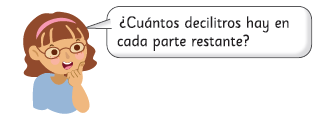 ¿Cuántos decilitros hay en
cada parte restante?